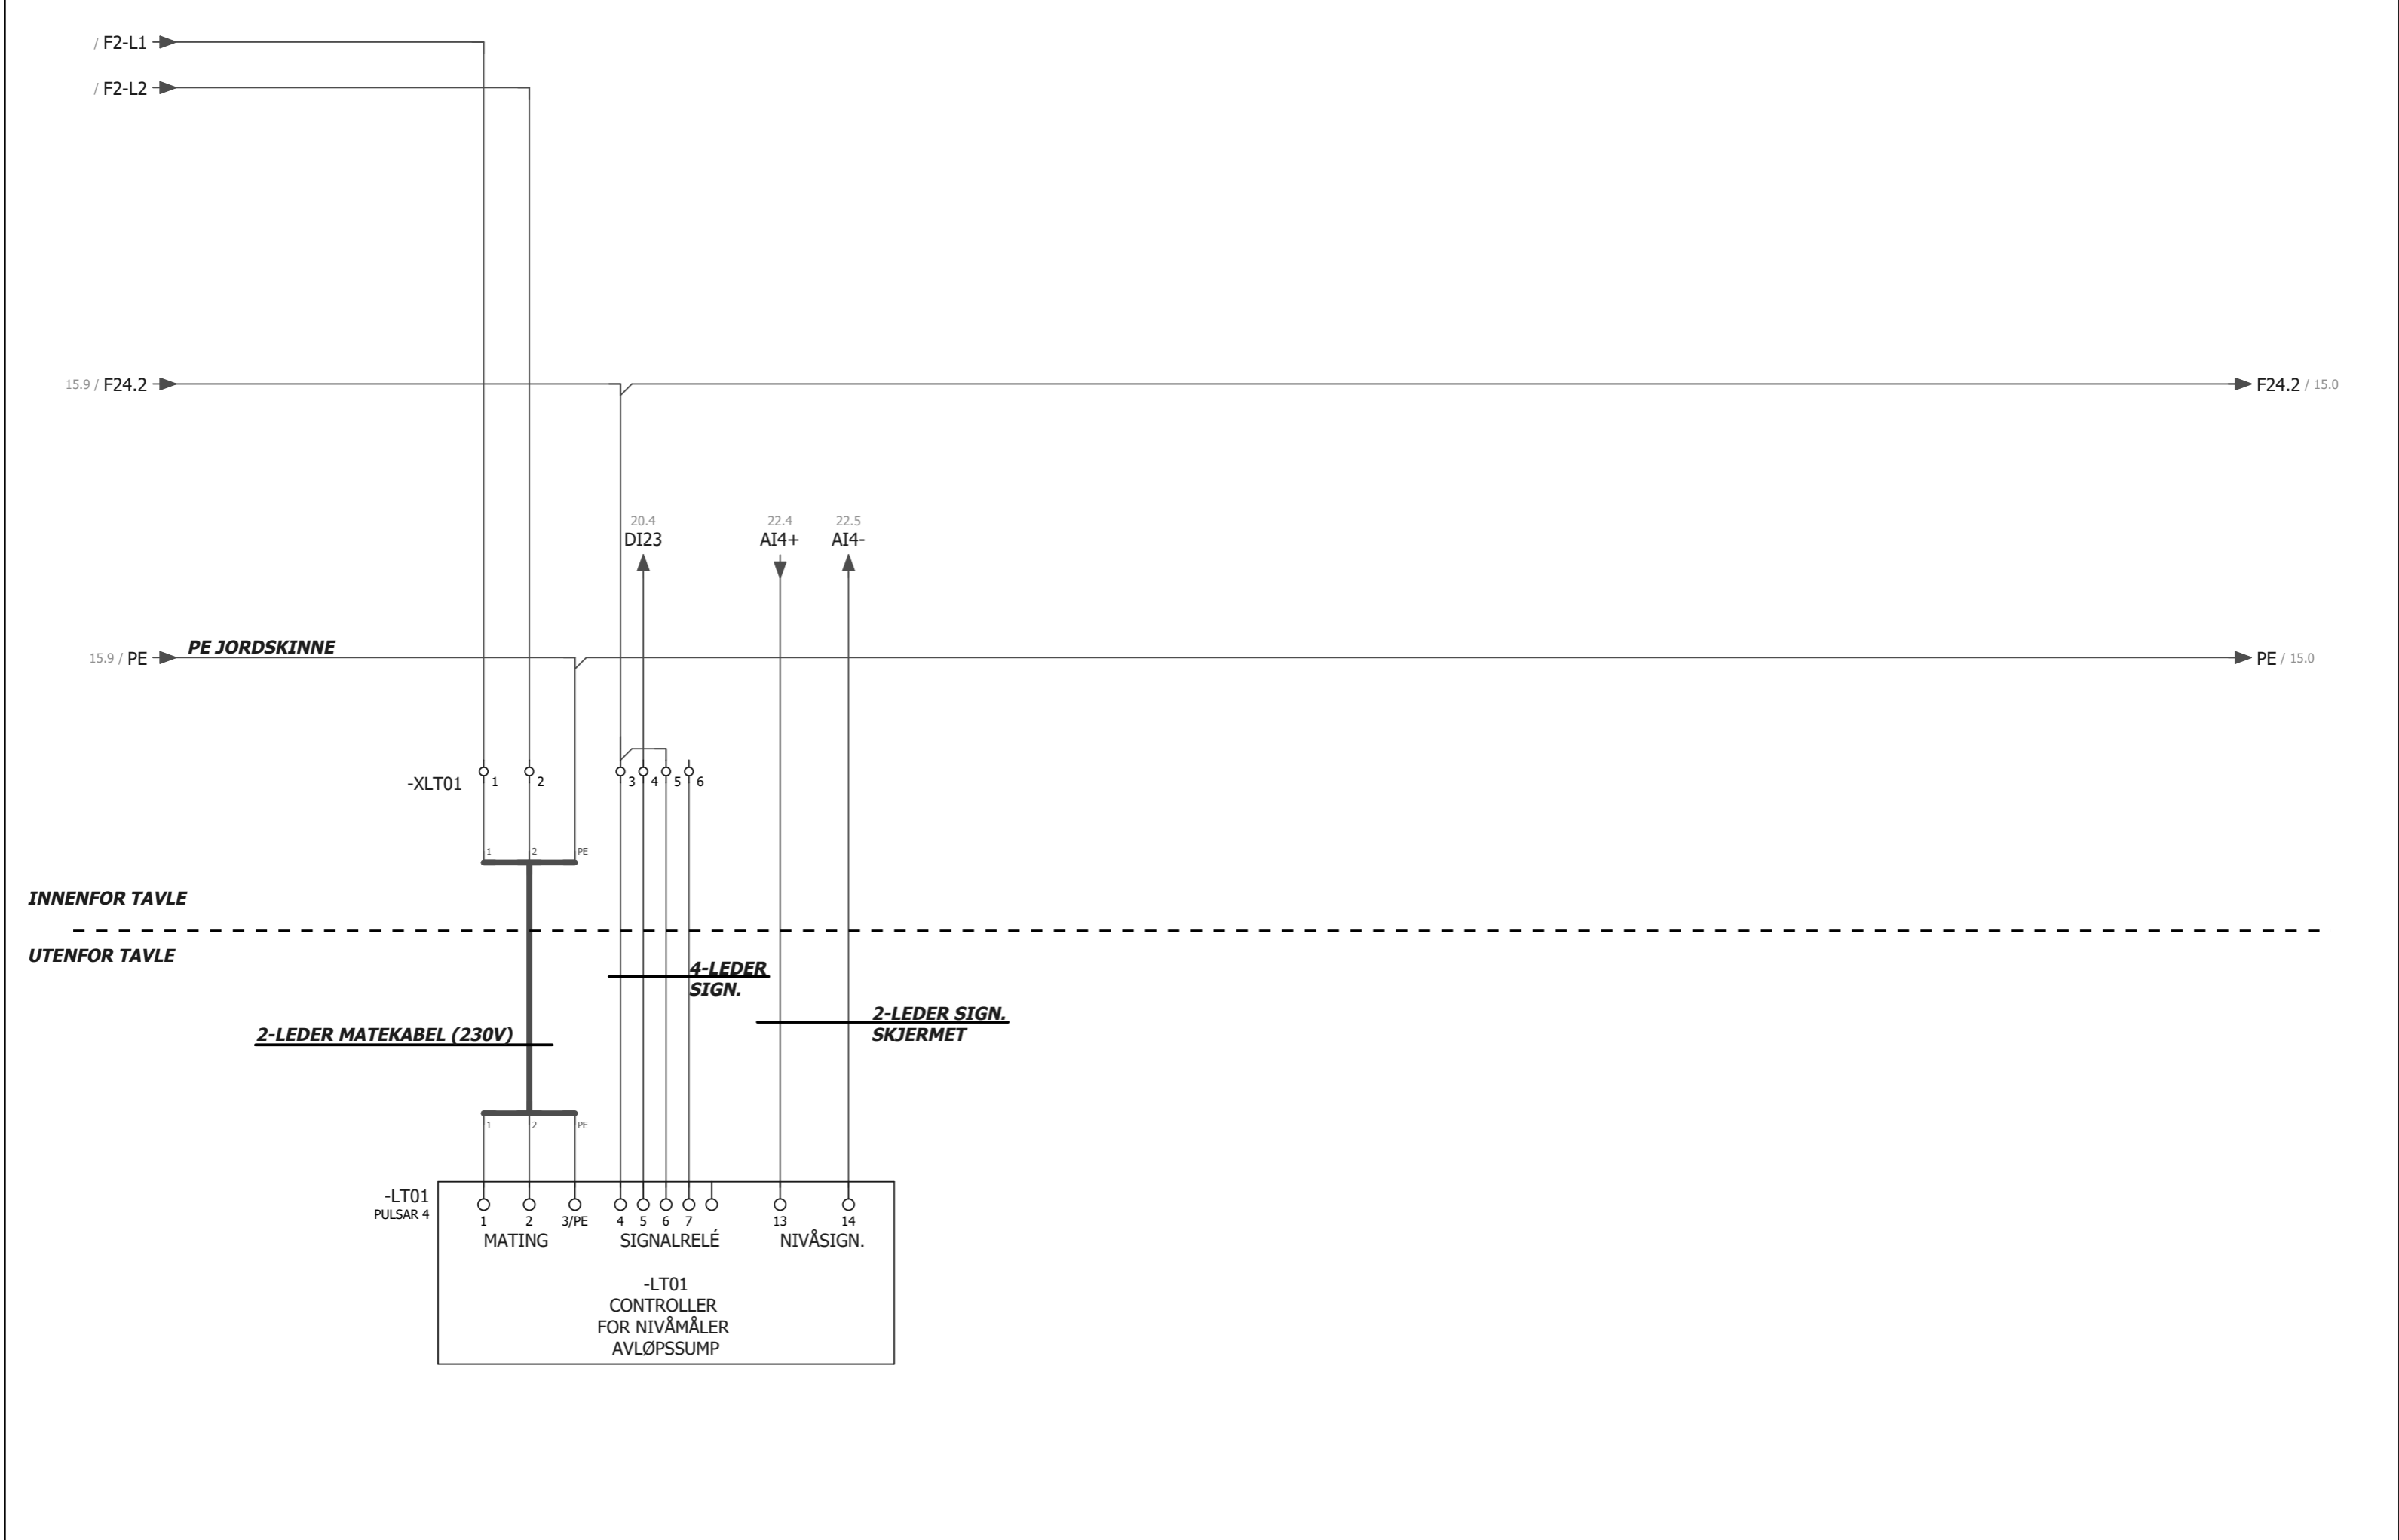 / F2-L1
/ F2-L2
15.9 / F24.2
F24.2 / 15.0
20.4
DI23
22.4
AI4+
22.5
AI4-
15.9 / PE
PE JORDSKINNE
PE / 15.0
-XLT01
1
2
3
4
5
6
1
2
PE
INNENFOR TAVLE
UTENFOR TAVLE
4-LEDER
SIGN.
2-LEDER SIGN.
SKJERMET
2-LEDER MATEKABEL (230V)
1
2
PE
-LT01
PULSAR 4
1
2
3/PE
4
5
6
7
13
14
MATING
SIGNALRELÉ
NIVÅSIGN.
-LT01
CONTROLLER
FOR NIVÅMÅLER
AVLØPSSUMP